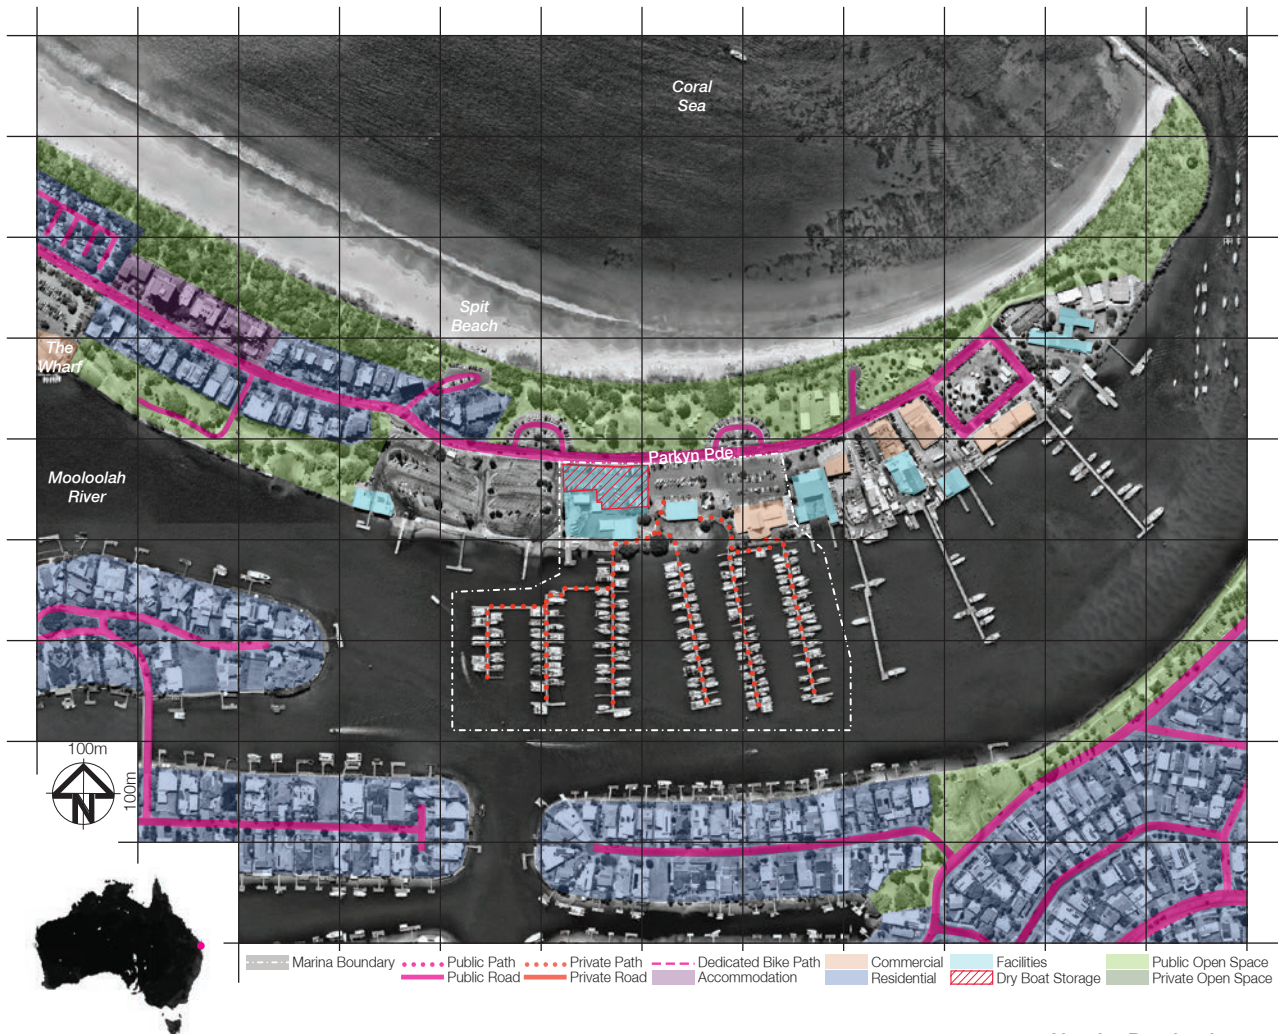 Coral
Sea
Spit
Beach
The
Wharf
Parkyn Pde
Mooloolah
River
100m
100m
N
Marina Boundary
Public Path
Private Path
Dedicated Bike Path
Commercial
Facilities
Public Open Space
Public Road
Private Road
Accommodation
Residential
Dry Boat Storage
Private Open Space